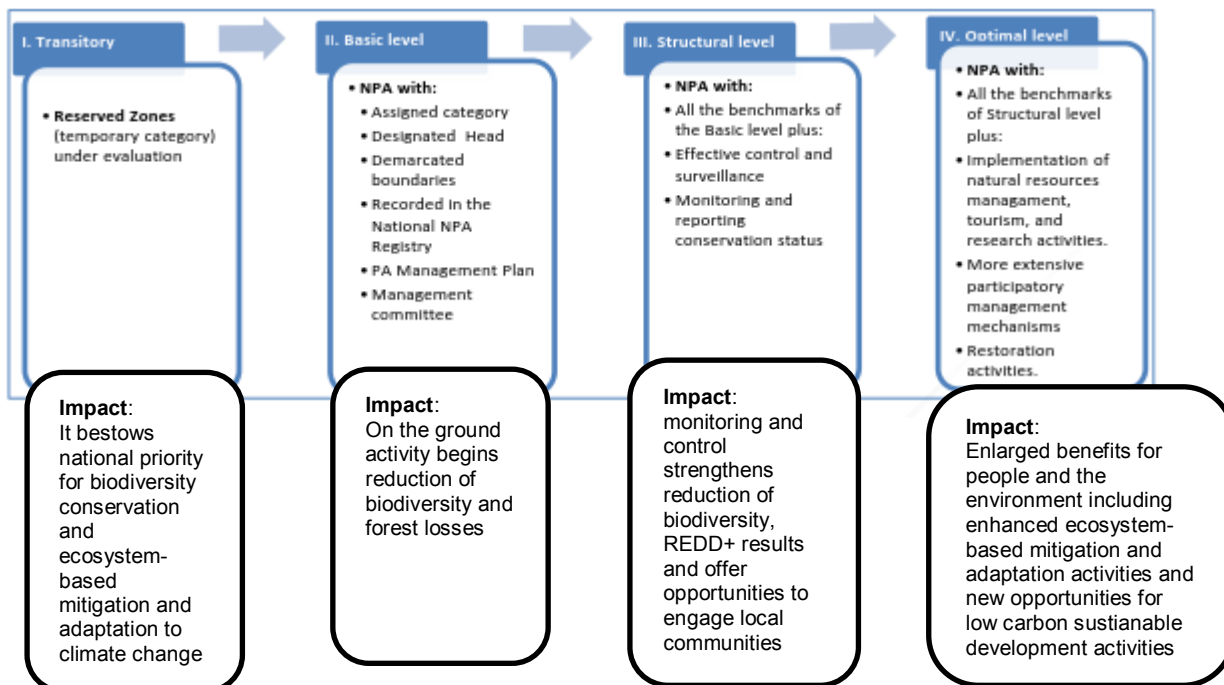 I. Transitory
• Reserved Zones
(temporary category)
under evaluation
Impact:
It bestows
national priority
for biodiversity
conservation
and
ecosystem-
based
mitigation and
adaptation to
climate change
II. Basic level
• NPA with:
• Assigned category
• Designated Head
• Demarcated
boundaries
• Recorded in the
National NPA
Registry
• PA Management Plan
• Management
committee
Impact:
On the ground
activity begins
reduction of
biodiversity and
forest losses
III. Structural level
• NPA with:
• All the benchmarks of
the Basic level plus:
• Effective control and
surveillance
• Monitoring and
reporting
conservation status
Impact:
monitoring and
control
strengthens
reduction of
biodiversity,
REDD+ results
and offer
opportunities to
engage local
communities
IV. Ootimal level
• NPA with:
• All the benchmarks
of Structural level
plus:
• Implementation of
natural resources
managament,
tourism, and
research activities.
• More extensive
participatory
management
mechanisms
• Restoration
activities.
Impact:
Enlarged benefits for
people and the
environment including
enhanced ecosystem-
based mitigation and
adaptation activities and
new opportunities for
low carbon sustianable
development activities